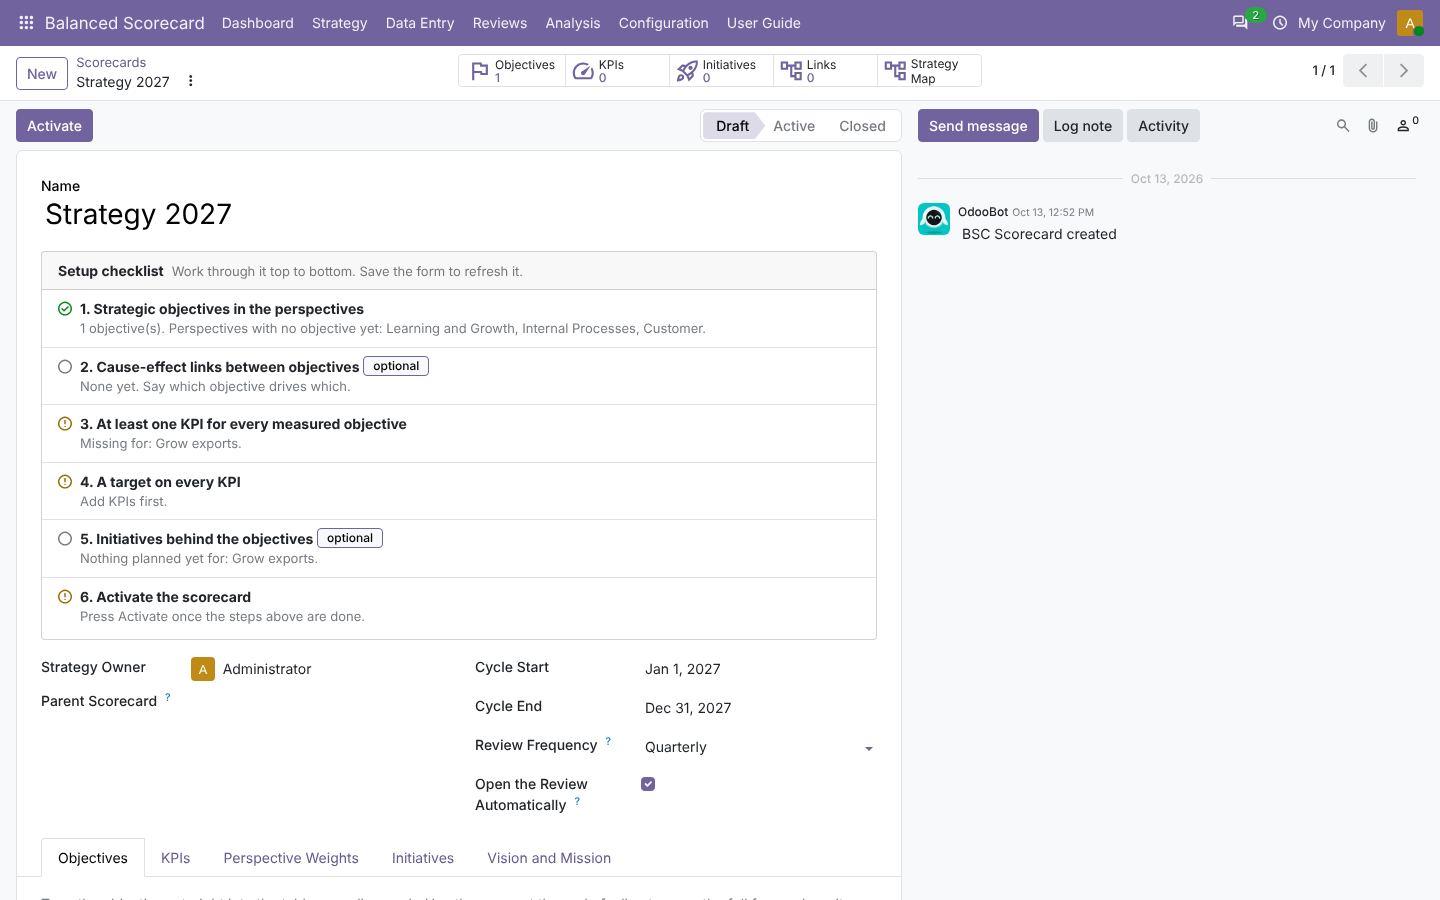 Balanced Scorecard
Dashboard
Strategy
Data Entry
Reviews
Analysis
Configuration
User Guide
2
My Company
A
New
Scorecards
Strategy 2027
Objectives
1
KPIs
0
Initiatives
0
Links
0
Strategy
Map
1 / 1
Activate
Draft
Active
Closed
Send message
Log note
Activity
0
Name
Strategy 2027
Setup checklist Work through it top to bottom. Save the form to refresh it.
1. Strategic objectives in the perspectives
1 objective(s). Perspectives with no objective yet: Learning and Growth, Internal Processes, Customer.
2. Cause-effect links between objectives optional
None yet. Say which objective drives which.
3. At least one KPI for every measured objective
Missing for: Grow exports.
4. A target on every KPI
Add KPIs first.
5. Initiatives behind the objectives optional
Nothing planned yet for: Grow exports.
6. Activate the scorecard
Press Activate once the steps above are done.
Strategy Owner
A
Administrator
Parent Scorecard ?
Cycle Start
Jan 1, 2027
Cycle End
Dec 31, 2027
Review Frequency ?
Quarterly
Open the Review
Automatically ?
Objectives
KPIs
Perspective Weights
Initiatives
Vision and Mission
Oct 13, 2026
OdooBot Oct 13, 12:52 PM
BSC Scorecard created